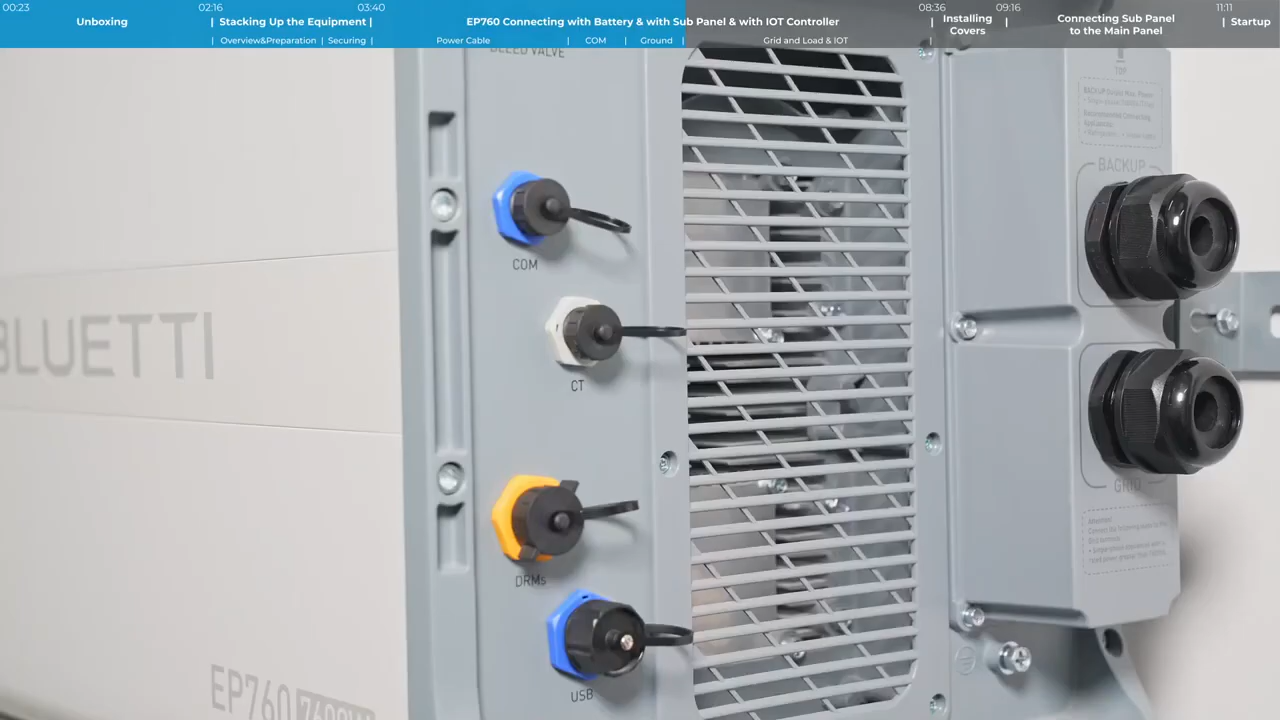 00:23
02:16
03:40
08:36
09:16
11:11
Unboxing
| Stacking Up the Equipment |
EP760 Connecting with Battery & with Sub Panel & with IOT Controller
| Installing Covers
| Connecting Sub Panel to the Main Panel
| Startup
| Overview&Preparation | Securing |
Power Cable
| COM
| Ground |
Grid and Load & IOT
BLEED VALVE
TOP
BACKUP
COM
BLUETTI
CT
GRID
DRMs
USB
EP760